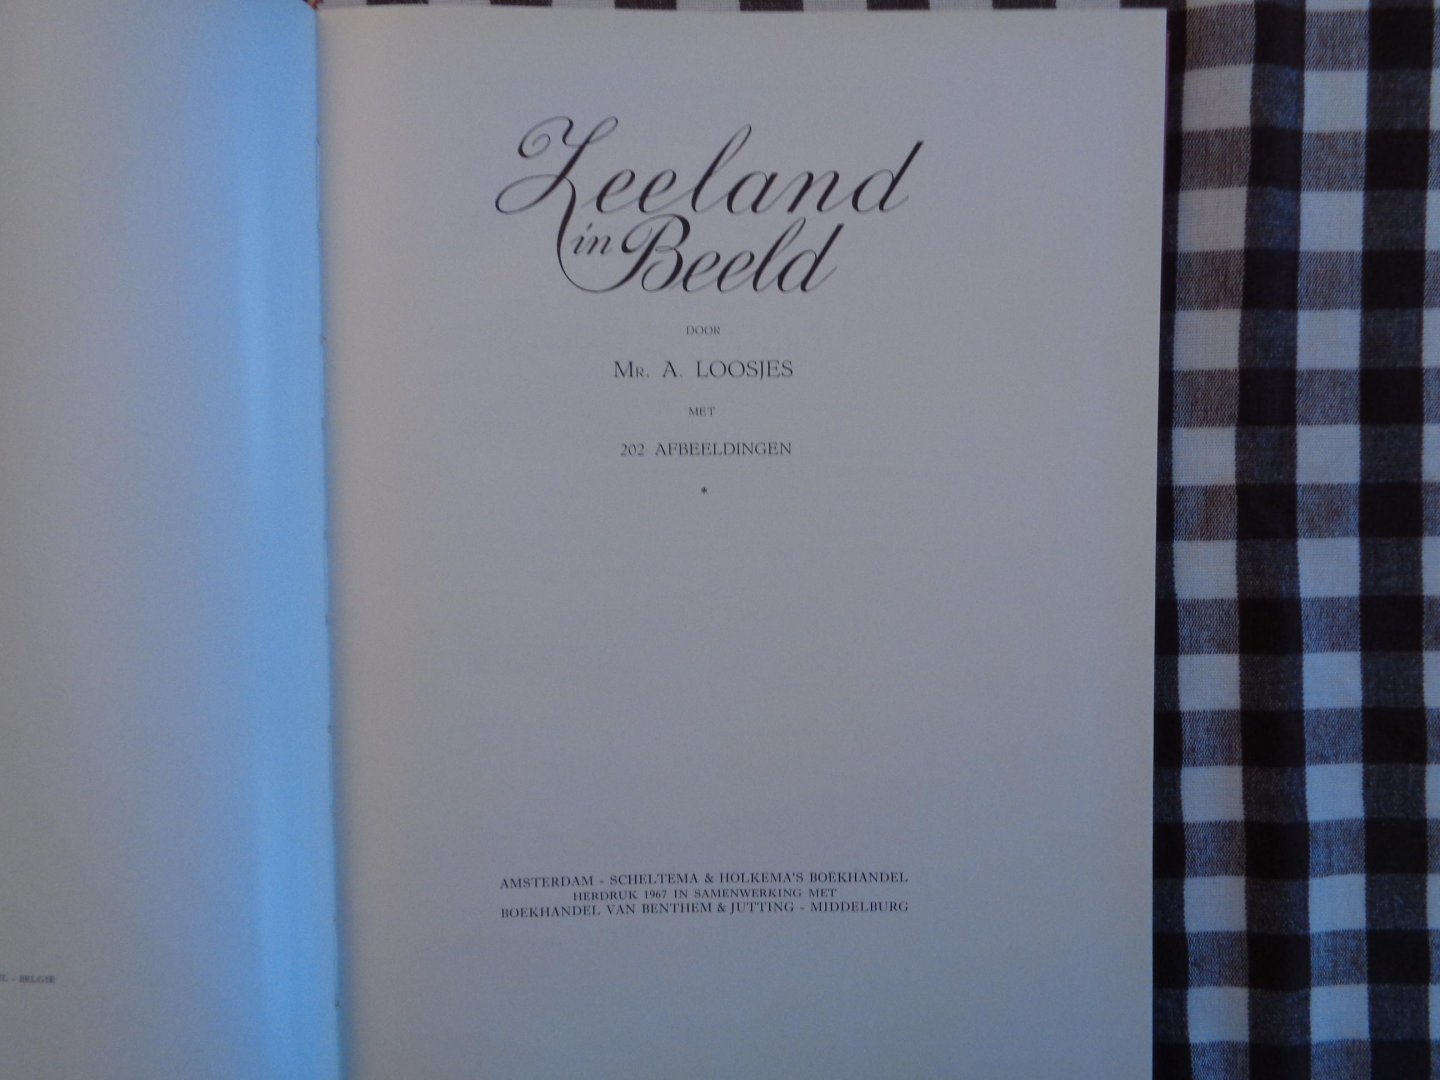 Zeeland
in Beeld
DOOR
MR. A. LOOSJES
MET
202 AFBEELDINGEN
*
AMSTERDAM - SCHELTEMA & HOLKEMA'S BOEKHANDEL
HERDRUK 1967 IN SAMENWERKING MET
BOEKHANDEL VAN BENTHEM & JUTTING - MIDDELBURG
- BELGIE